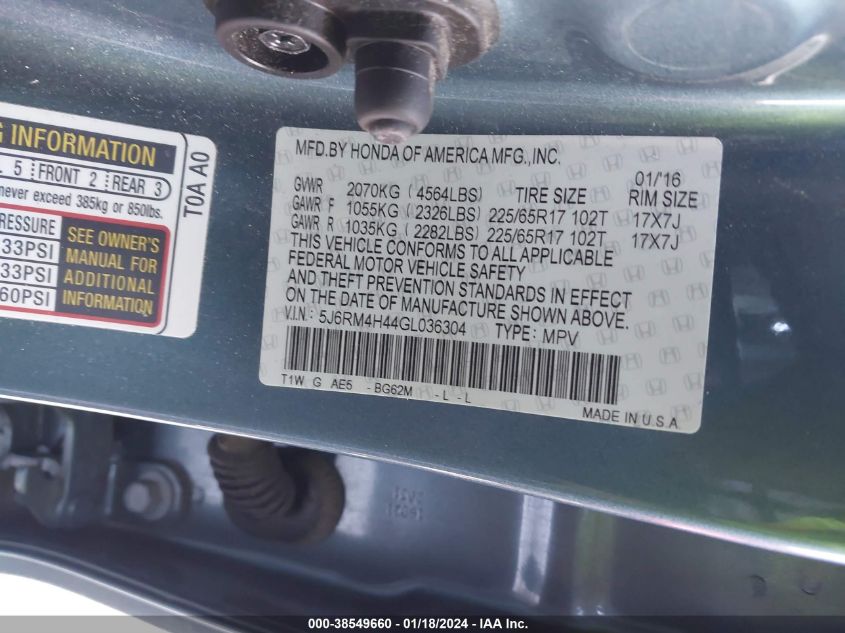 G INFORMATION
L 5 FRONT 2 REAR 3
never exceed 385kg or 850lbs.
PRESSURE
33PSI
33PSI
60PSI
SEE OWNER'S
MANUAL FOR
ADDITIONAL
INFORMATION
T0A A0
MFD.BY HONDA OF AMERICA MFG.,INC.
01/'16
GVWR 2070KG (4564LBS) TIRE SIZE RIM SIZE
GAWR F 1055KG (2326LBS) 225/65R17 102T 17X7J
GAWR R 1035KG (2282LBS) 225/65R17 102T 17X7J
THIS VEHICLE CONFORMS TO ALL APPLICABLE
FEDERAL MOTOR VEHICLE SAFETY
AND THEFT PREVENTION STANDARDS IN EFFECT
ON THE DATE OF MANUFACTURE SHOWN ABOVE.
V.I.N: 5J6RM4H44GL036304 TYPE: MPV
T1W G AE5 -BG62M -L -L
MADE IN U.S.A
000-38549660 - 01/18/2024 - IAAI Inc.